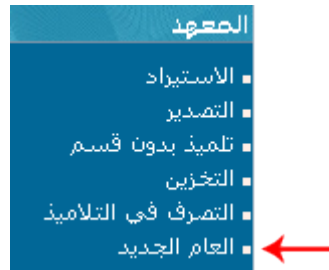 المعهد
الاستيراد
التصدير
تلميذ بدون قسم
التخزين
التصرف في التلاميذ
العام الجديد